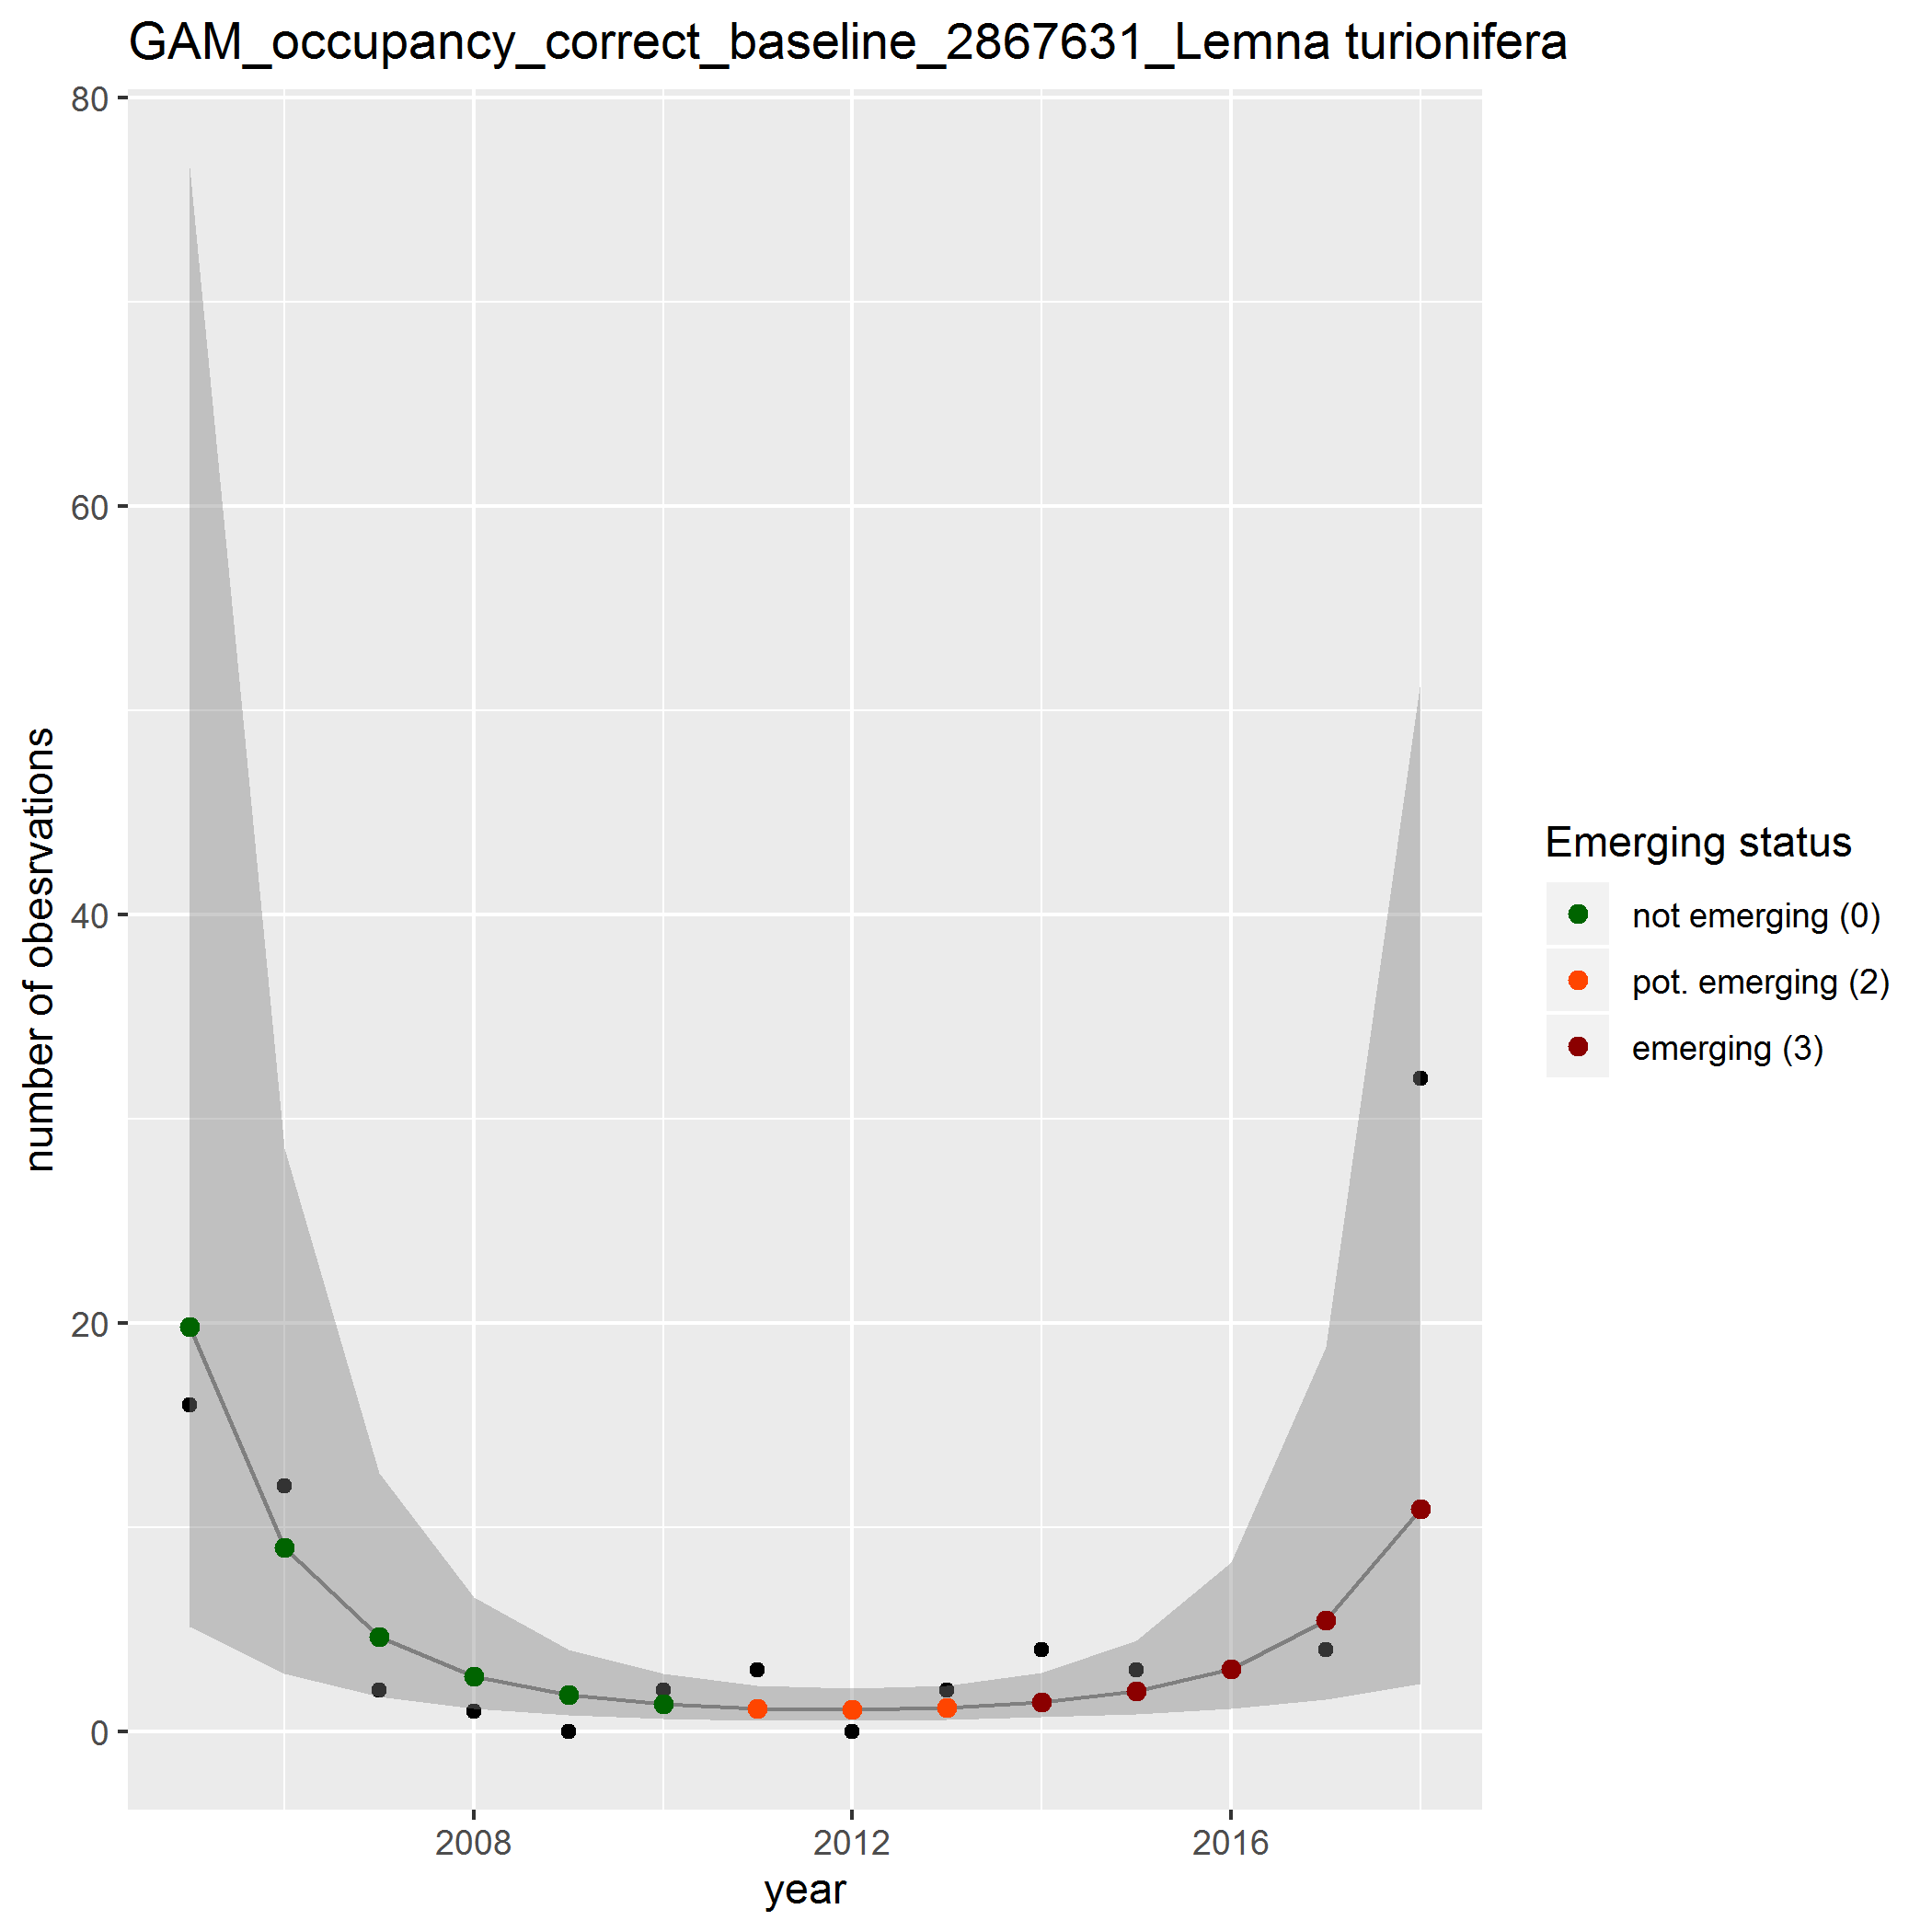 GAM_occupancy_correct_baseline_2867631_Lemna turionifera
80
60
40
20
0
number of obesrvations
2008
2012
2016
year
Emerging status
not emerging (0)
pot. emerging (2)
emerging (3)